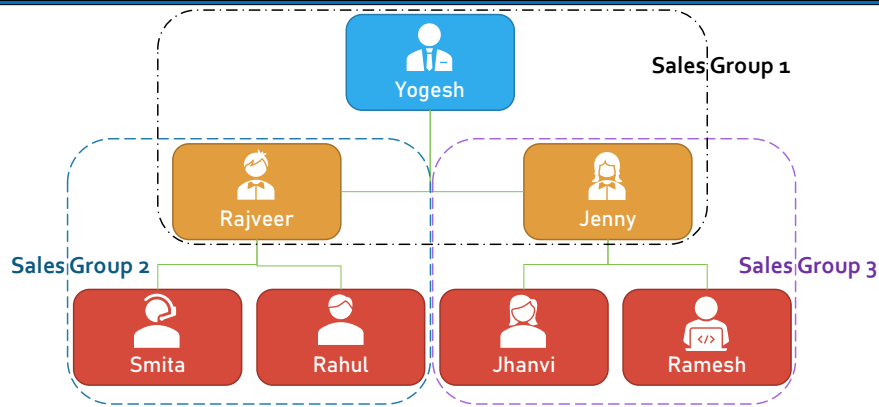 Yogesh
Sales Group 1
Rajveer
Jenny
Sales Group 2
Sales Group 3
Smita
Rahul
Jhanvi
</>
Ramesh